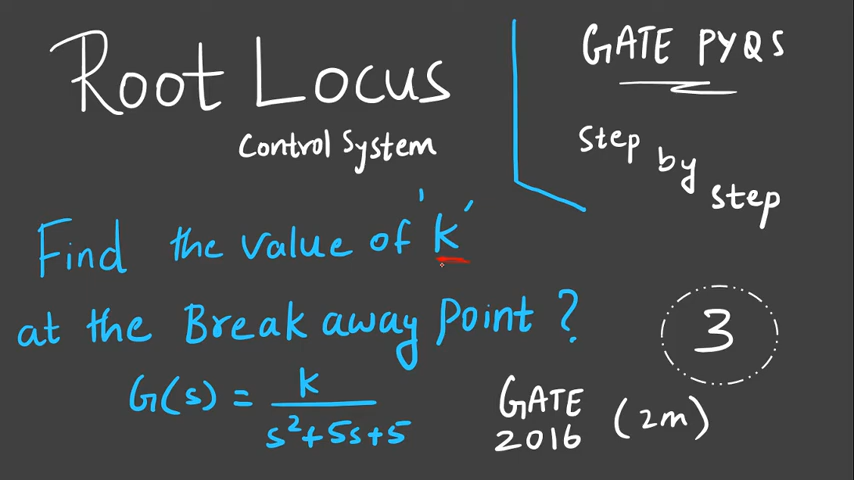 Root Locus
Control System
GATE PYQS
Step by step
Find the value of 'k'
at the Break away point ?
G(s) = k / s²+5s+5
3
GATE 2016 (2m)